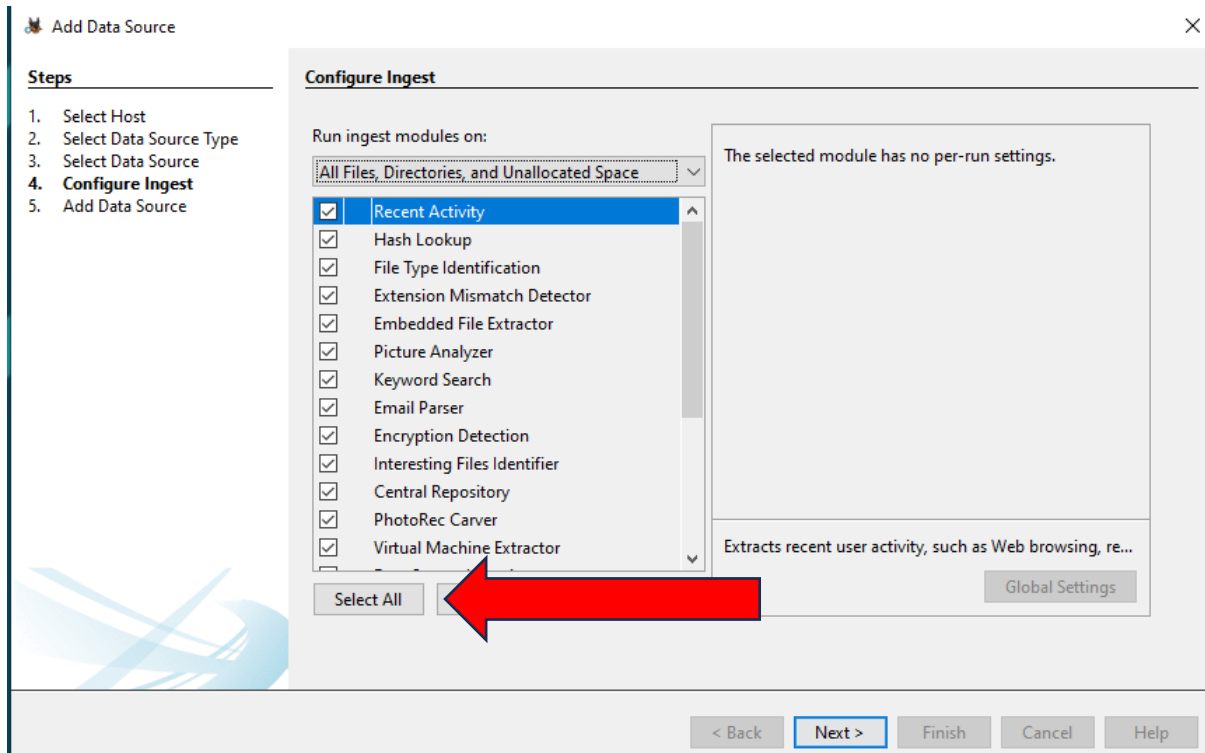 Add Data Source
Steps
1. Select Host
2. Select Data Source Type
3. Select Data Source
4. Configure Ingest
5. Add Data Source
Configure Ingest
Run ingest modules on:
All Files, Directories, and Unallocated Space
Recent Activity
Hash Lookup
File Type Identification
Extension Mismatch Detector
Embedded File Extractor
Picture Analyzer
Keyword Search
Email Parser
Encryption Detection
Interesting Files Identifier
Central Repository
PhotoRec Carver
Virtual Machine Extractor
Select All
The selected module has no per-run settings.
Extracts recent user activity, such as Web browsing, re...
Global Settings
< Back
Next >
Finish
Cancel
Help